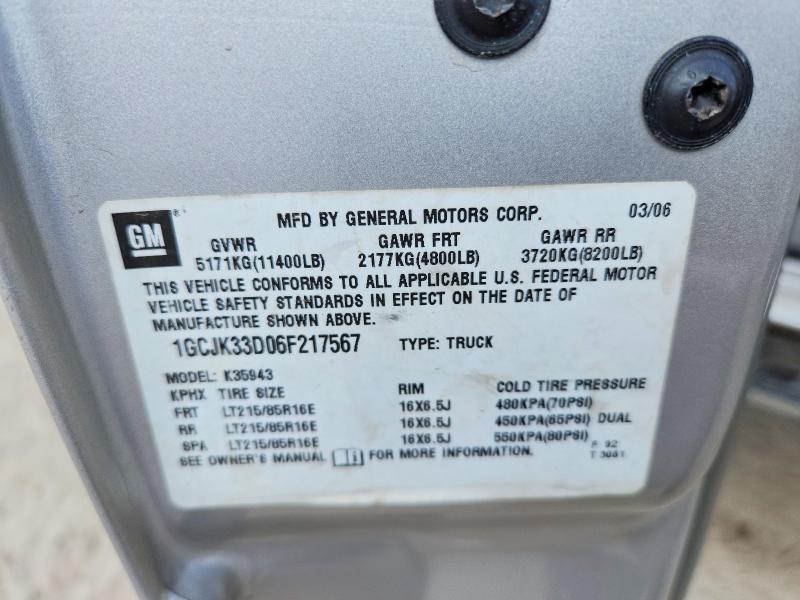 GM ®
MFD BY GENERAL MOTORS CORP. 03/06
GVWR GAWR FRT GAWR RR
5171KG(11400LB) 2177KG(4800LB) 3720KG(8200LB)
THIS VEHICLE CONFORMS TO ALL APPLICABLE U.S. FEDERAL MOTOR
VEHICLE SAFETY STANDARDS IN EFFECT ON THE DATE OF
MANUFACTURE SHOWN ABOVE.
1GCJK33D06F217567 TYPE: TRUCK
MODEL: K35943
KPHX TIRE SIZE RIM COLD TIRE PRESSURE
FRT LT215/85R16E 16X6.5J 480KPA(70PSI)
RR LT215/85R16E 16X6.5J 450KPA(65PSI) DUAL
SPA LT215/85R16E 16X6.5J 550KPA(80PSI)
SEE OWNER'S MANUAL FOR MORE INFORMATION.